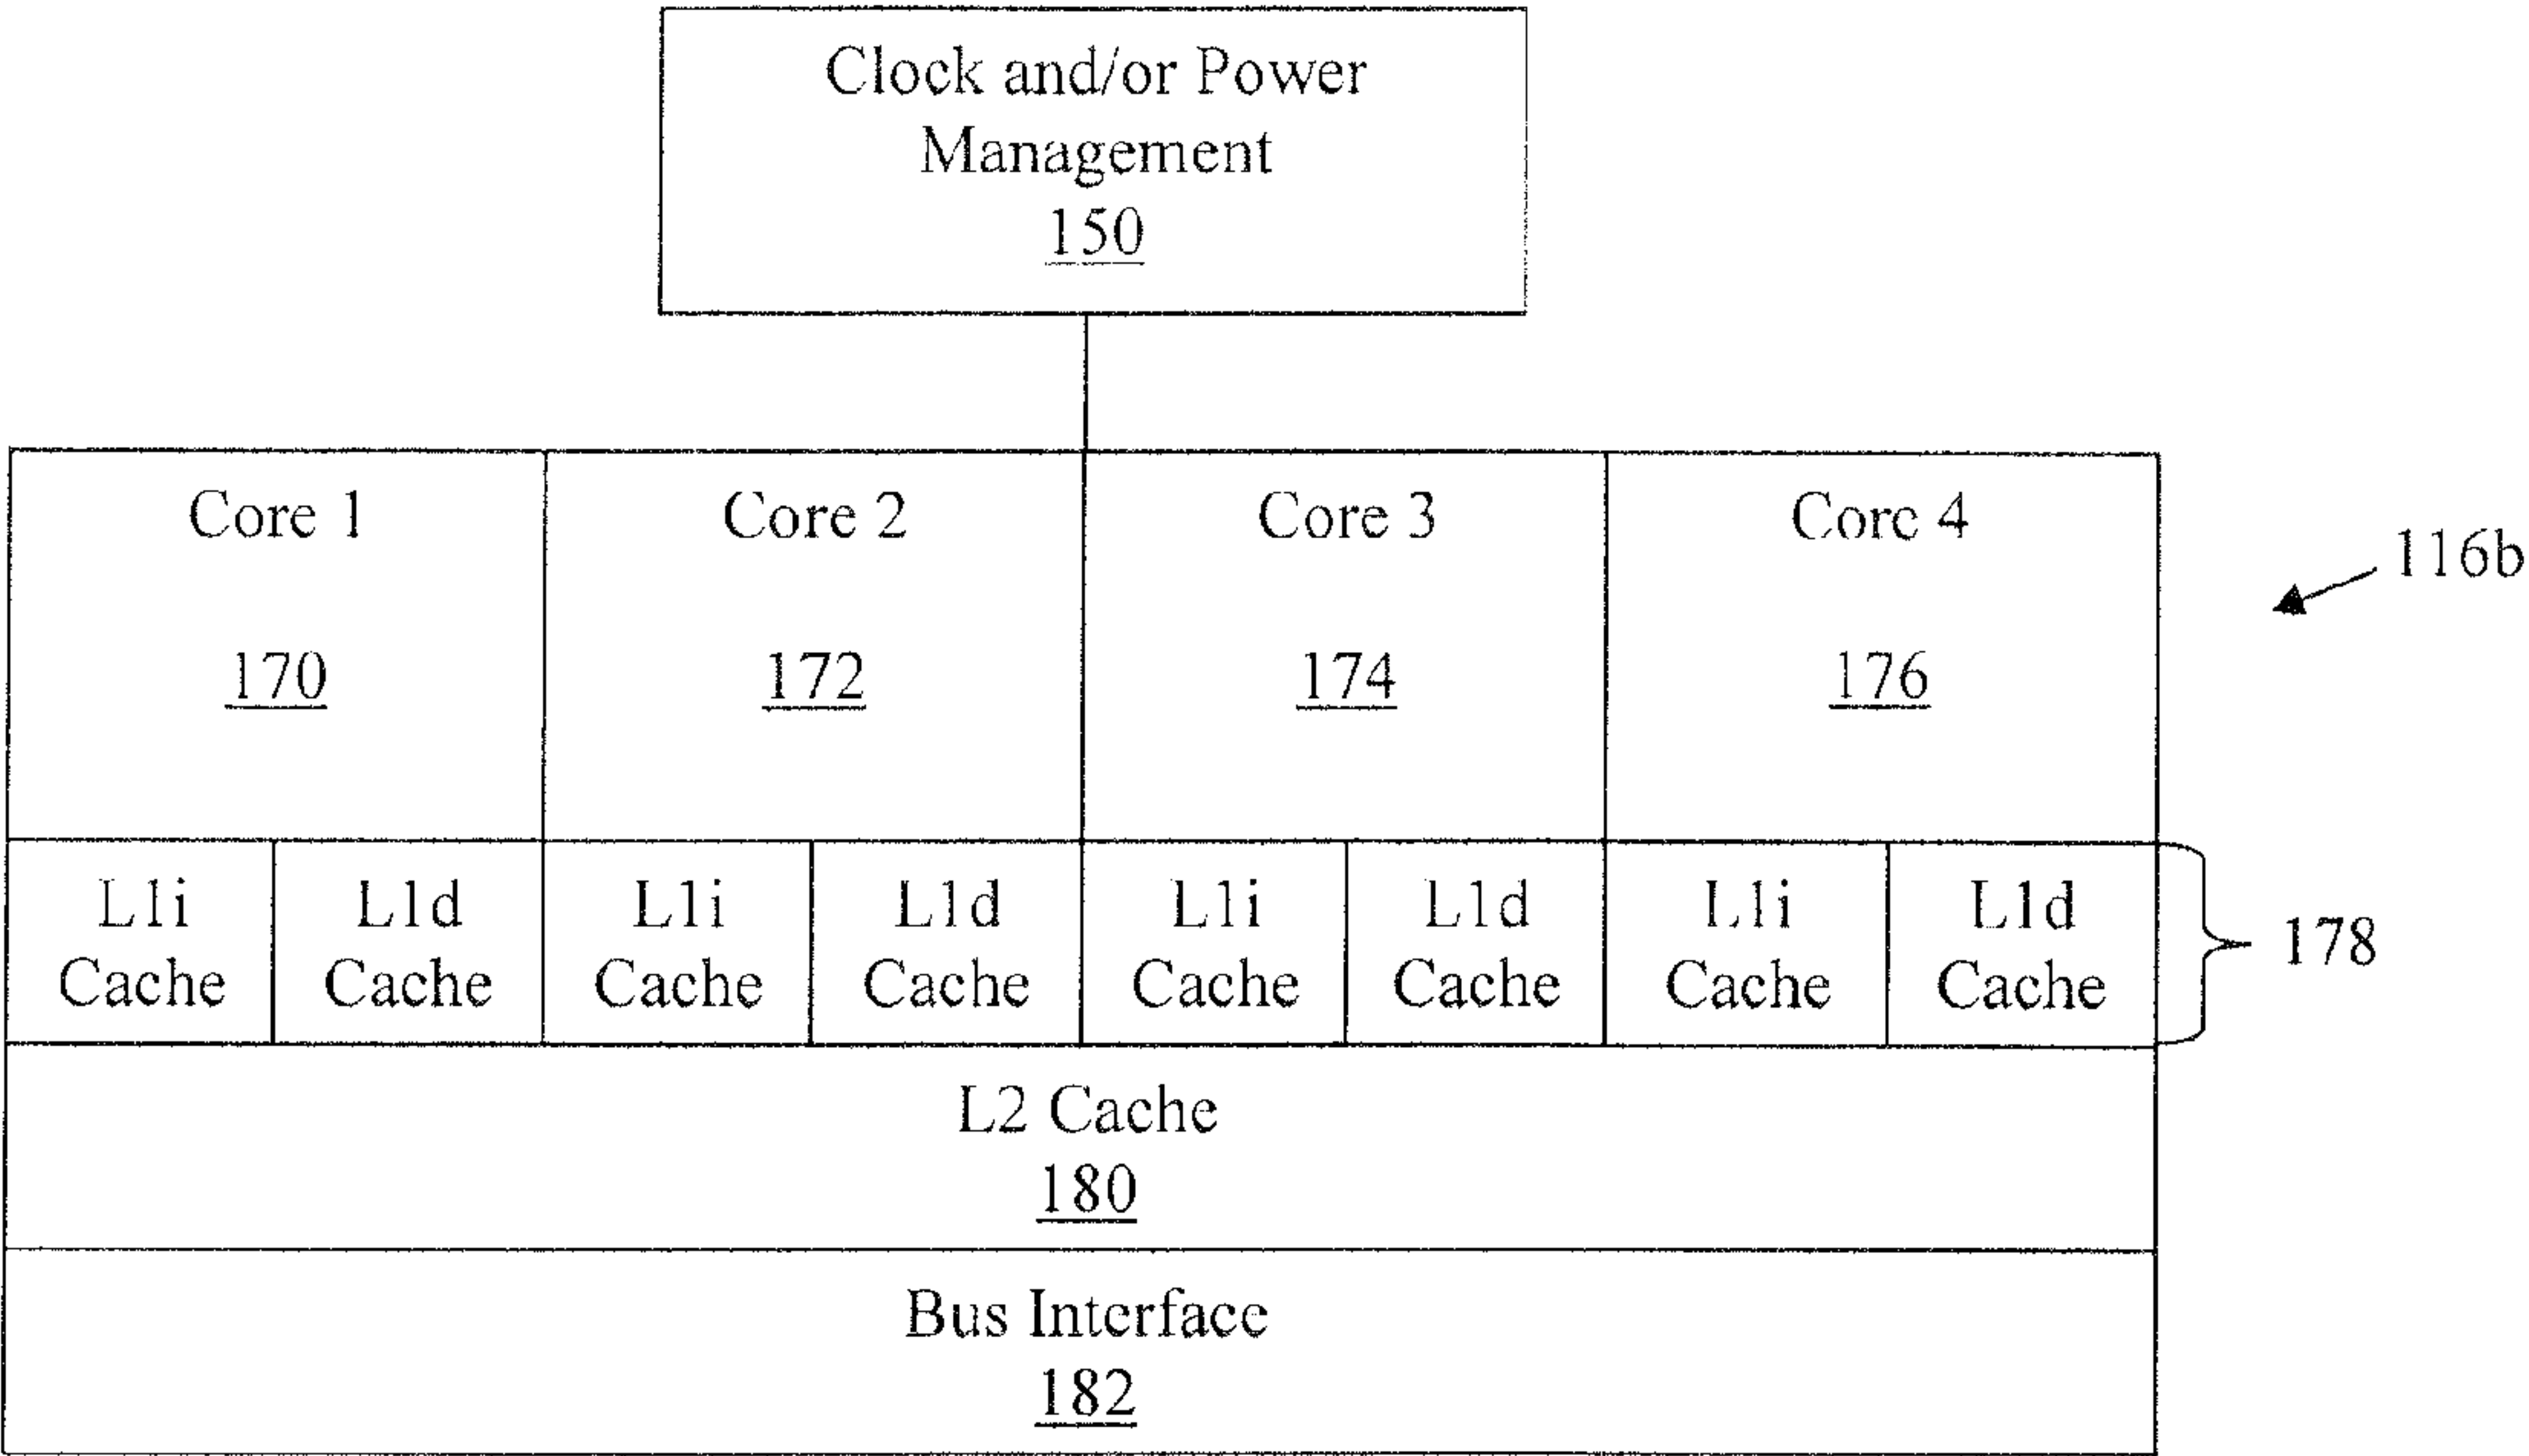 Clock and/or Power
Management
150
Core 1
Core 2
Core 3
Core 4
116b
170
172
174
176
L1i
Cache
L1d
Cache
L1i
Cache
L1d
Cache
L1i
Cache
L1d
Cache
L1i
Cache
L1d
Cache
178
L2 Cache
180
Bus Interface
182